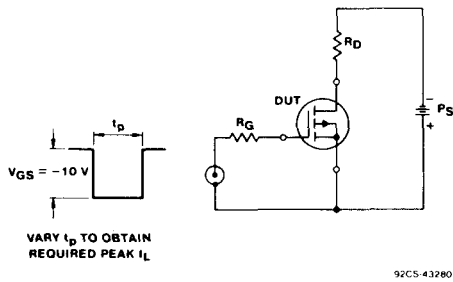 RD
DUT
PS
−
+
RG
tp
VGS = −10 V
VARY tp TO OBTAIN
REQUIRED PEAK IL
92CS-43280